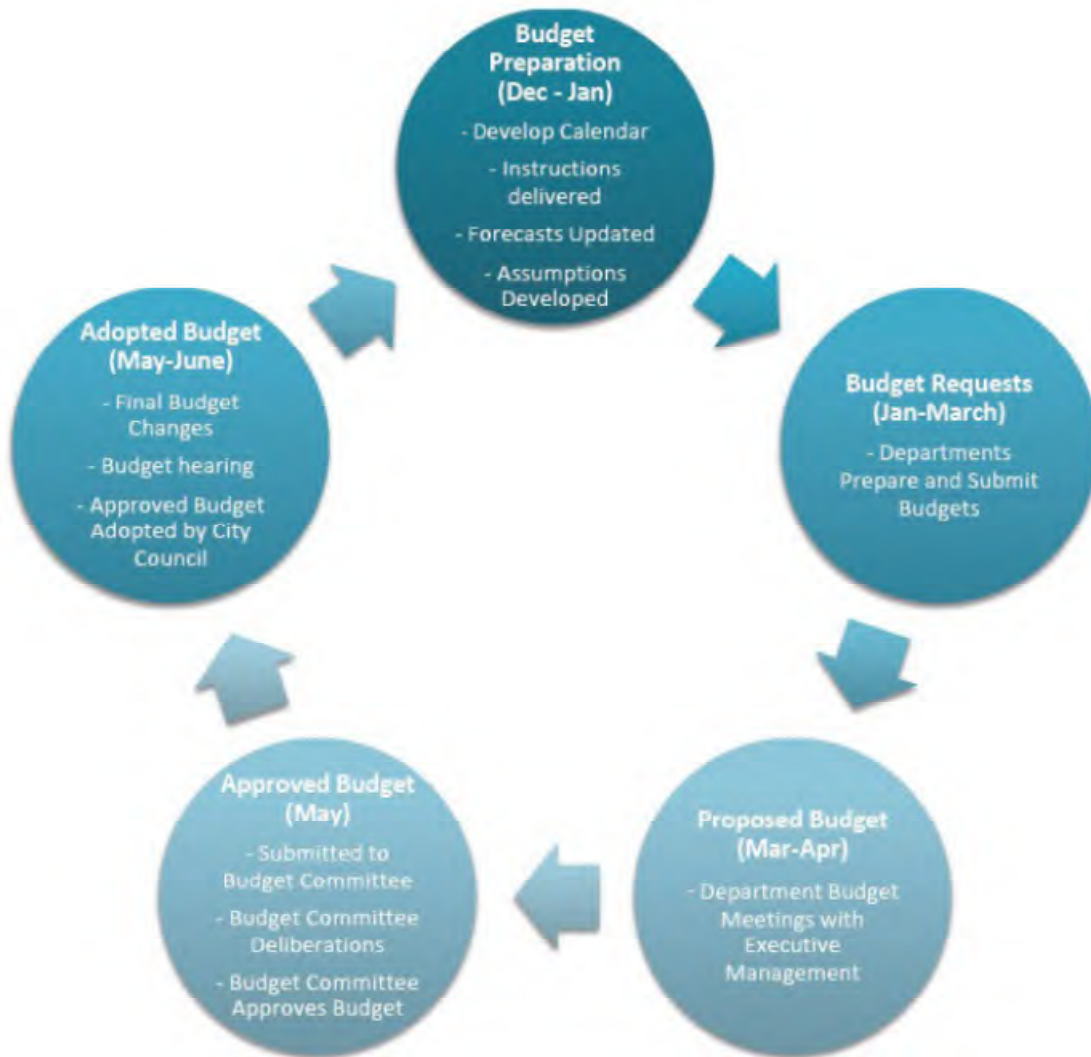 Budget
Preparation
(Dec - Jan)
- Develop Calendar
- Instructions
delivered
- Forecasts Updated
- Assumptions
Developed
Budget Requests
(Jan-March)
- Departments
Prepare and Submit
Budgets
Proposed Budget
(Mar-Apr)
- Department Budget
Meetings with
Executive
Management
Approved Budget
(May)
- Submitted to
Budget Committee
- Budget Committee
Deliberations
- Budget Committee
Approves Budget
Adopted Budget
(May-June)
- Final Budget
Changes
- Budget hearing
- Approved Budget
Adopted by City
Council